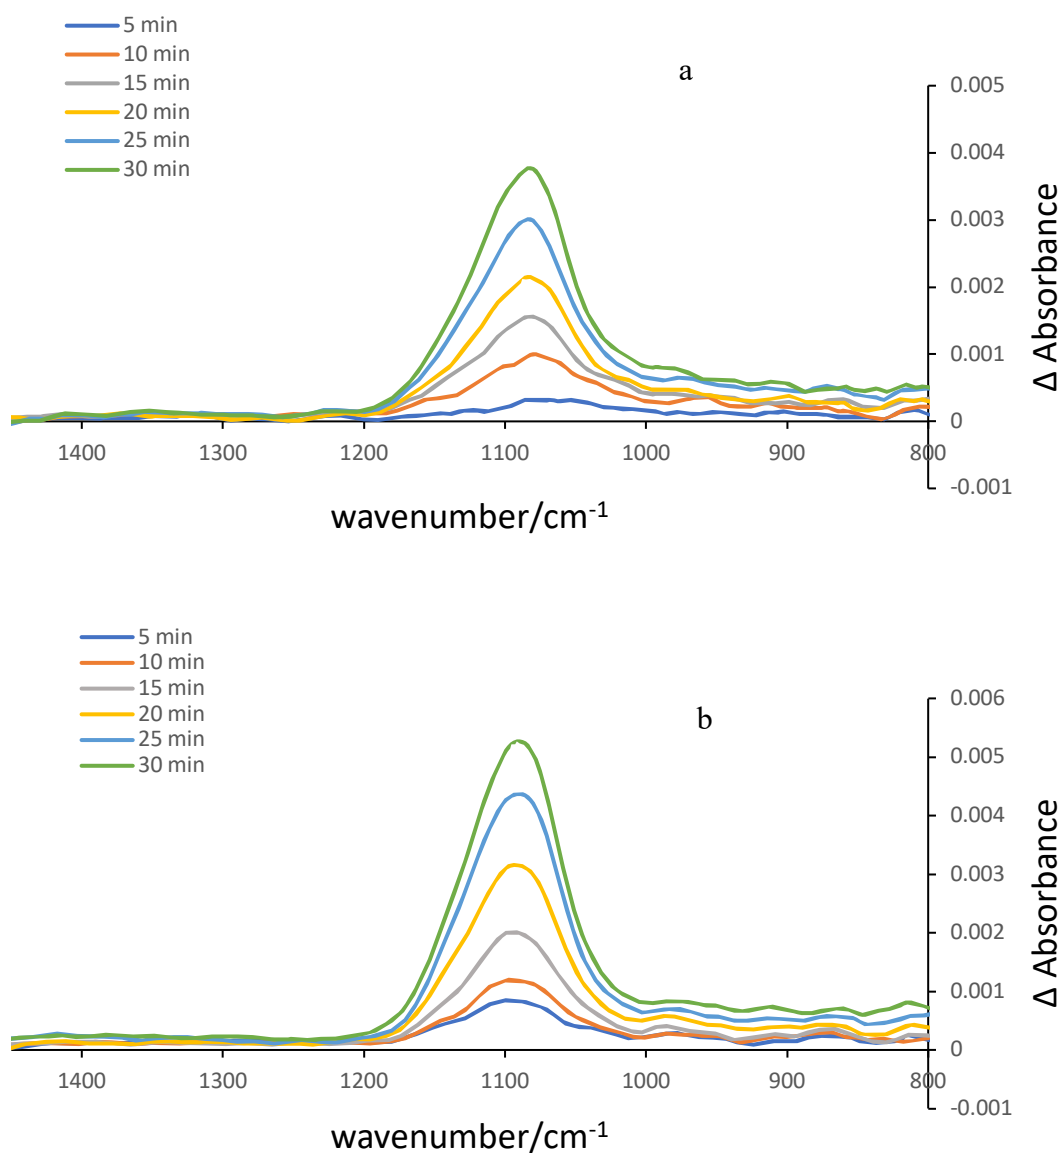 5 min
10 min
15 min
20 min
25 min
30 min
a
0.005
0.004
0.003
0.002
0.001
0
-0.001
Δ Absorbance
1400 1300 1200 1100 1000 900 800
wavenumber/cm-1
5 min
10 min
15 min
20 min
25 min
30 min
b
0.006
0.005
0.004
0.003
0.002
0.001
0
-0.001
Δ Absorbance
1400 1300 1200 1100 1000 900 800
wavenumber/cm-1